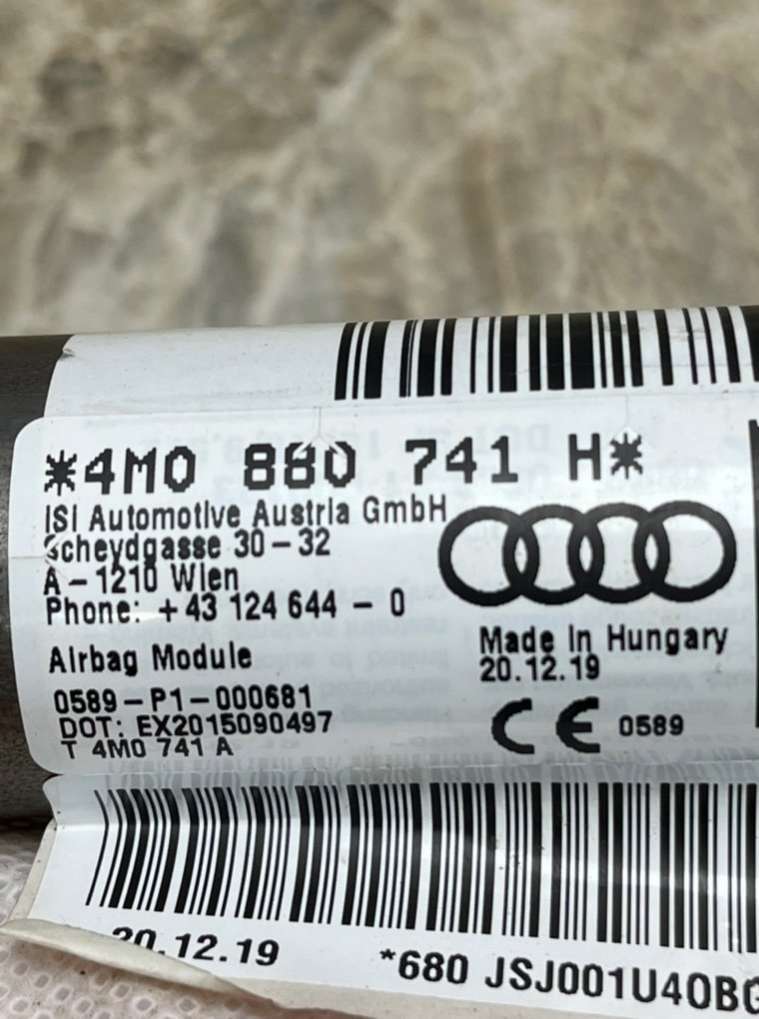 *4M0 880 741 H*
ISI Automotive Austria GmbH
Scheydgasse 30-32
A-1210 Wien
Phone: +43 124 644 - 0
Airbag Module
Made In Hungary
20.12.19
0589-P1-000681
DOT: EX2015090497
T 4M0 741 A
CE 0589
20.12.19
*680 JSJ001U40BG